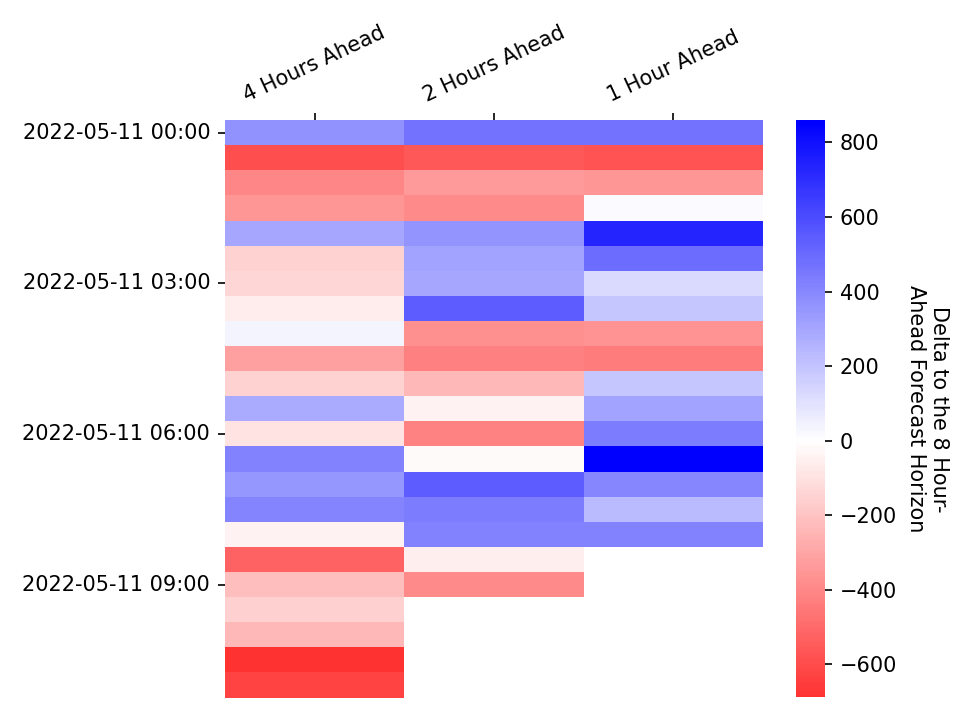 4 Hours Ahead
2 Hours Ahead
1 Hour Ahead
2022-05-11 00:00
2022-05-11 03:00
2022-05-11 06:00
2022-05-11 09:00
800
600
400
200
0
−200
−400
−600
Delta to the 8 Hour-
Ahead Forecast Horizon